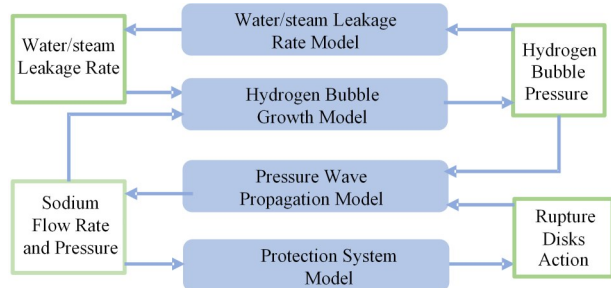 Water/steam Leakage
Rate Model
Water/steam
Leakage Rate
Hydrogen
Bubble
Pressure
Hydrogen Bubble
Growth Model
Pressure Wave
Propagation Model
Sodium
Flow Rate
and Pressure
Rupture
Disks
Action
Protection System
Model